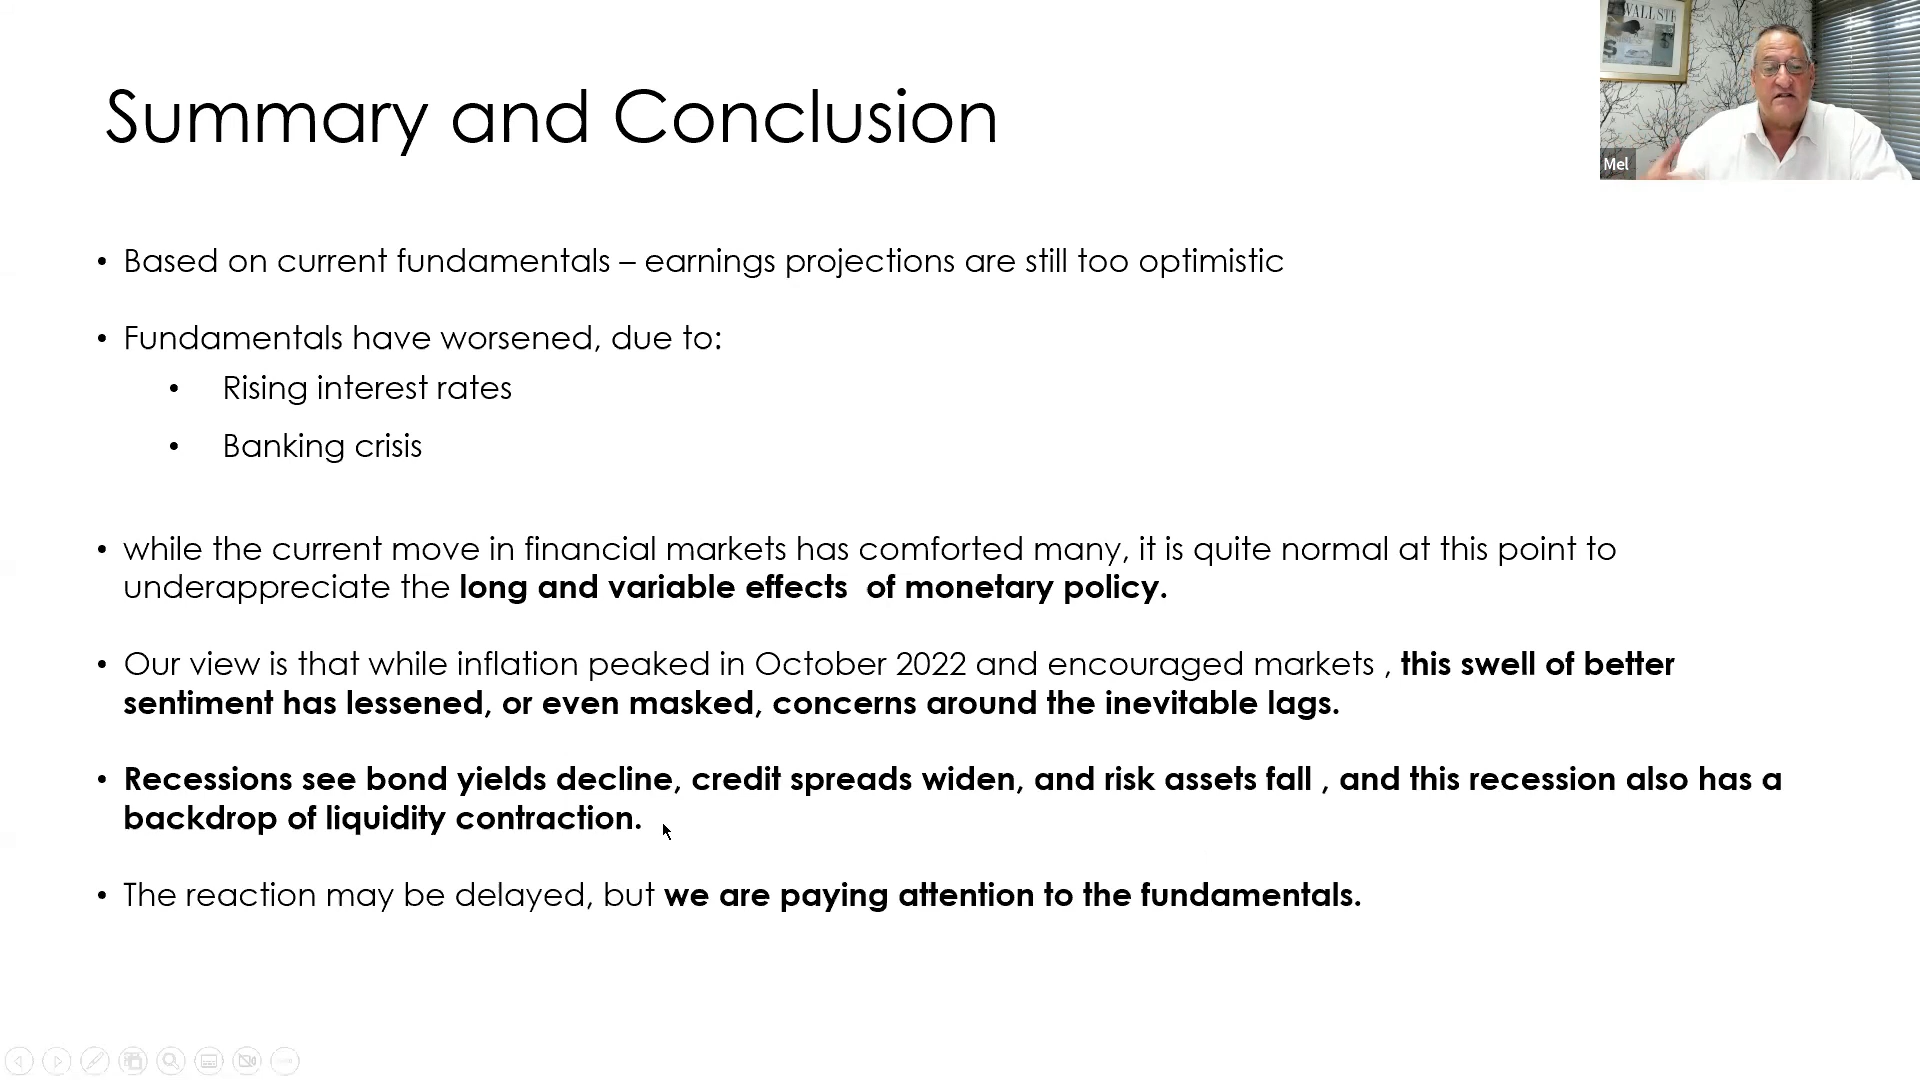 WALL ST
S
Mel
Summary and Conclusion
• Based on current fundamentals – earnings projections are still too optimistic
• Fundamentals have worsened, due to:
• Rising interest rates
• Banking crisis
• while the current move in financial markets has comforted many, it is quite normal at this point to
underappreciate the long and variable effects  of monetary policy.
• Our view is that while inflation peaked in October 2022 and encouraged markets , this swell of better
sentiment has lessened, or even masked, concerns around the inevitable lags.
• Recessions see bond yields decline, credit spreads widen, and risk assets fall , and this recession also has a
backdrop of liquidity contraction.
• The reaction may be delayed, but we are paying attention to the fundamentals.